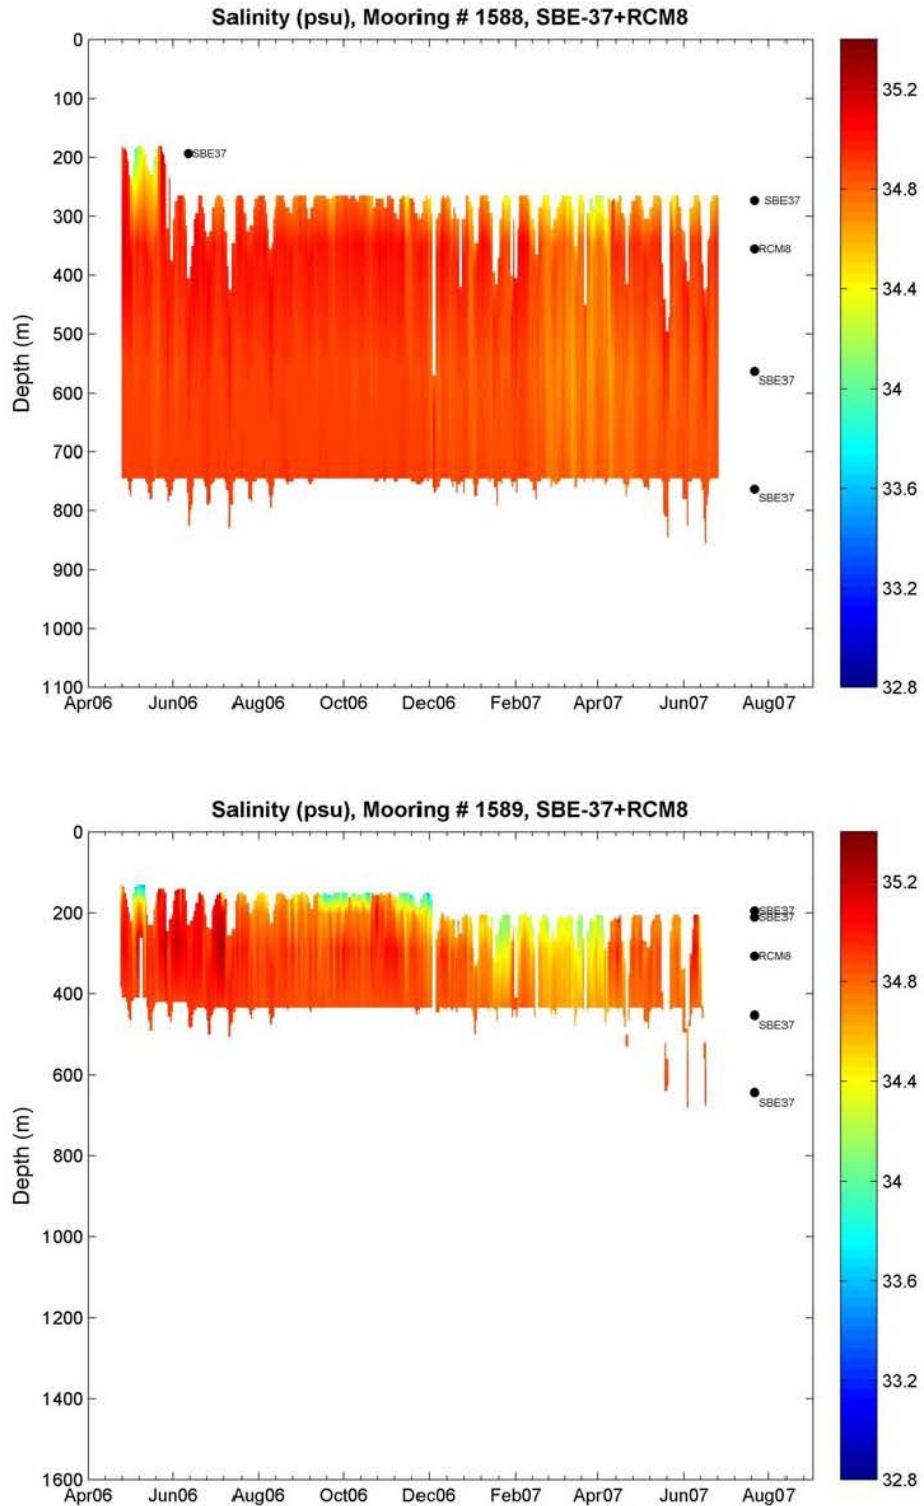 Salinity (psu), Mooring # 1588, SBE-37+RCM8
0
100
200
300
400
500
600
700
800
900
1000
1100
Depth (m)
SBE37
SBE37
RCM8
SBE37
SBE37
Apr06 Jun06 Aug06 Oct06 Dec06 Feb07 Apr07 Jun07 Aug07
35.2
34.8
34.4
34
33.6
33.2
32.8
Salinity (psu), Mooring # 1589, SBE-37+RCM8
0
200
400
600
800
1000
1200
1400
1600
Depth (m)
SBE37
SBE37
RCM8
SBE37
SBE37
Apr06 Jun06 Aug06 Oct06 Dec06 Feb07 Apr07 Jun07 Aug07
35.2
34.8
34.4
34
33.6
33.2
32.8